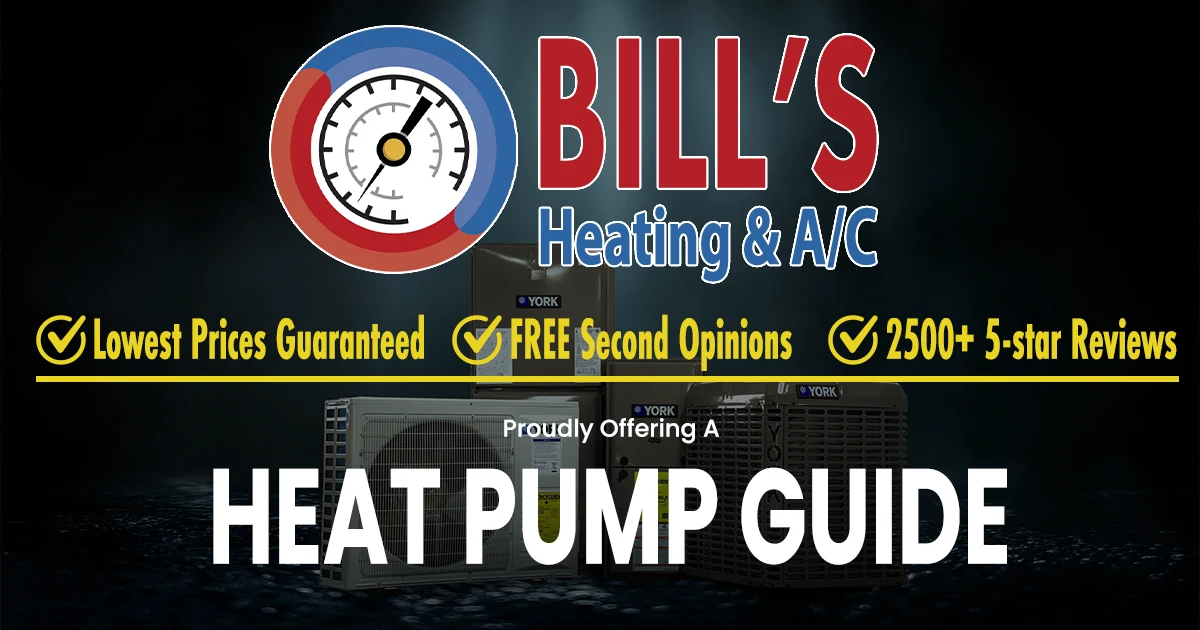 BILL'S
Heating & A/C
YORK
Lowest Prices Guaranteed FREE Second Opinions 2500+ 5-star Reviews
YORK
YORK
Proudly Offering A
HEAT PUMP GUIDE